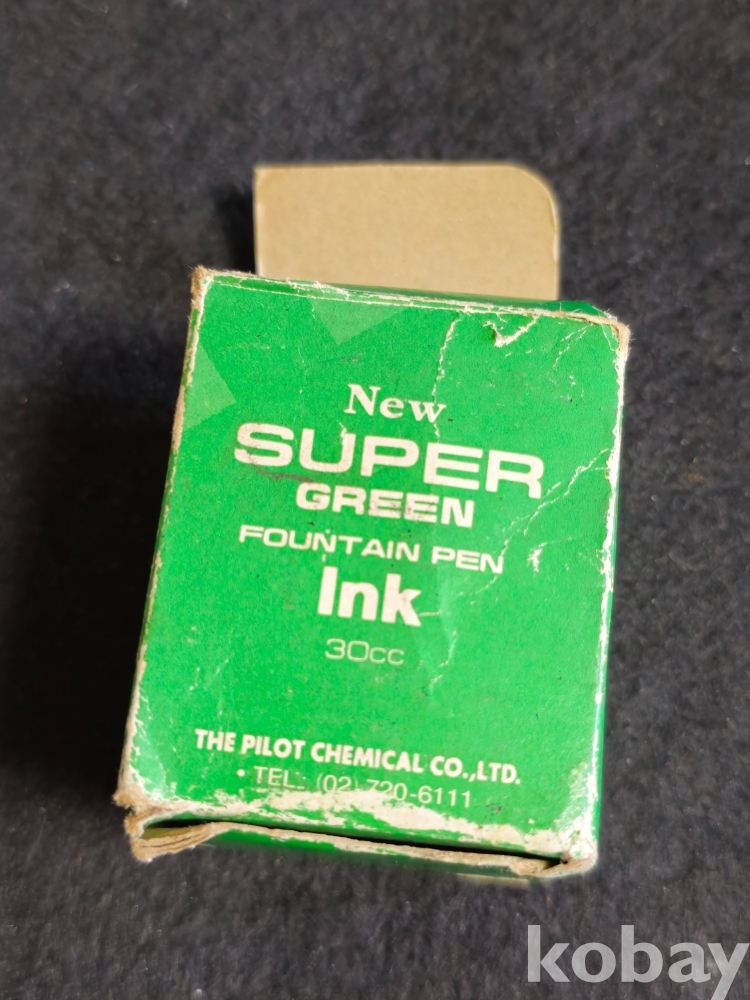 New
SUPER
GREEN
FOUNTAIN PEN
Ink
30cc
THE PILOT CHEMICAL CO.,LTD.
• TEL: (02) 720-6111
kobay